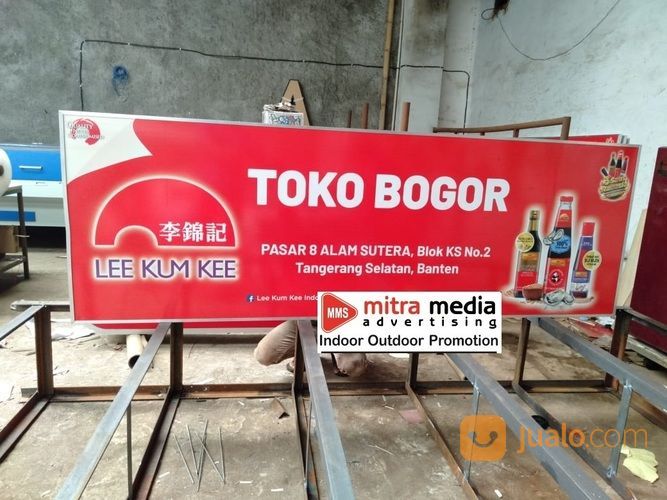 TOKO BOGOR
李錦記
LEE KUM KEE
PASAR 8 ALAM SUTERA, Blok KS No.2
Tangerang Selatan, Banten
Lee Kum Kee Indo
MMS
mitra media
advertising
Indoor Outdoor Promotion
jualo.com